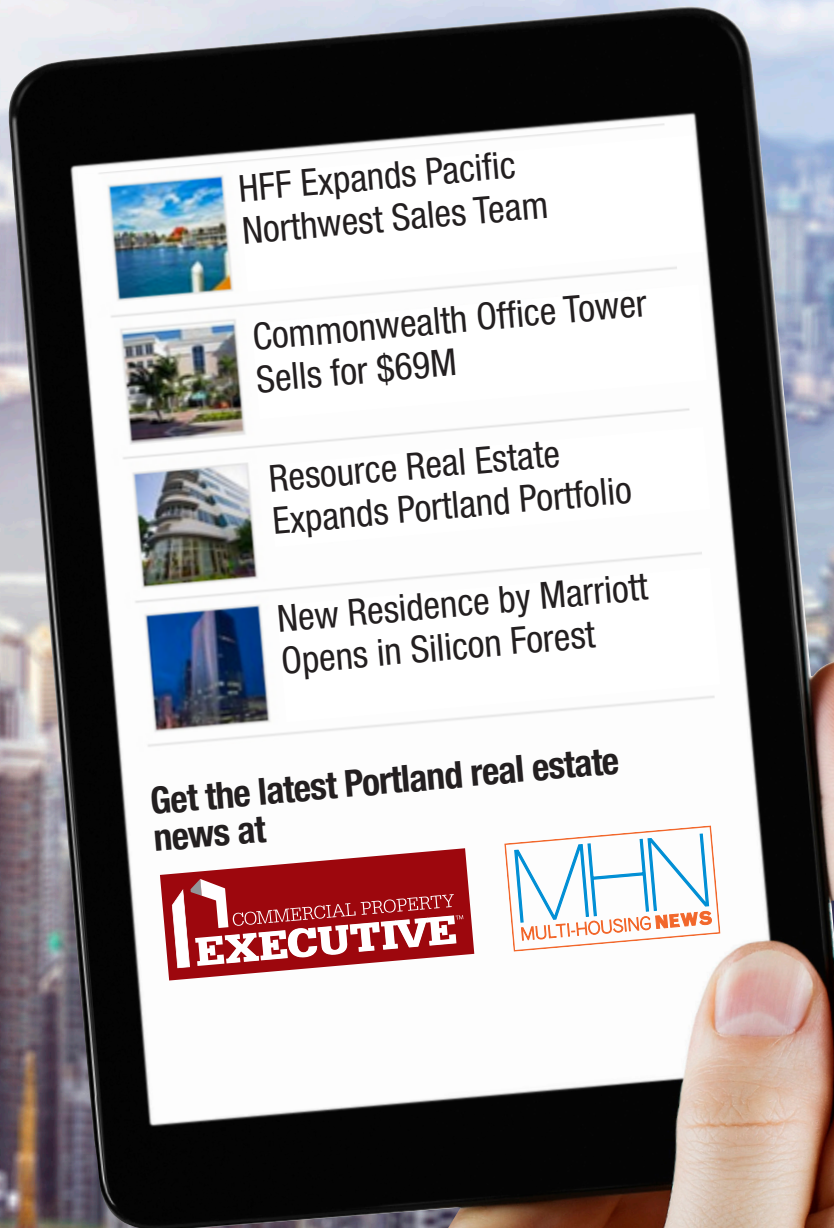 HFF Expands Pacific
Northwest Sales Team
Commonwealth Office Tower
Sells for $69M
Resource Real Estate
Expands Portland Portfolio
New Residence by Marriott
Opens in Silicon Forest
Get the latest Portland real estate
news at
COMMERCIAL PROPERTY
EXECUTIVE™
MHN
MULTI-HOUSING NEWS